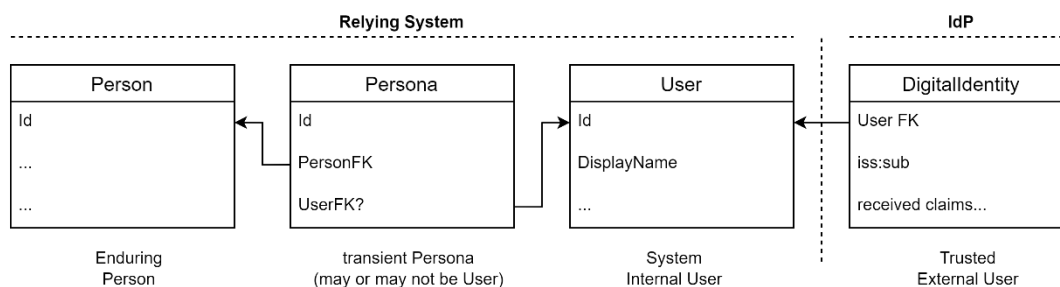 Relying System
IdP
Person
Id
...
...
Persona
Id
PersonFK
UserFK?
User
Id
DisplayName
...
DigitalIdentity
User FK
iss:sub
received claims...
Enduring
Person
transient Persona
(may or may not be User)
System
Internal User
Trusted
External User